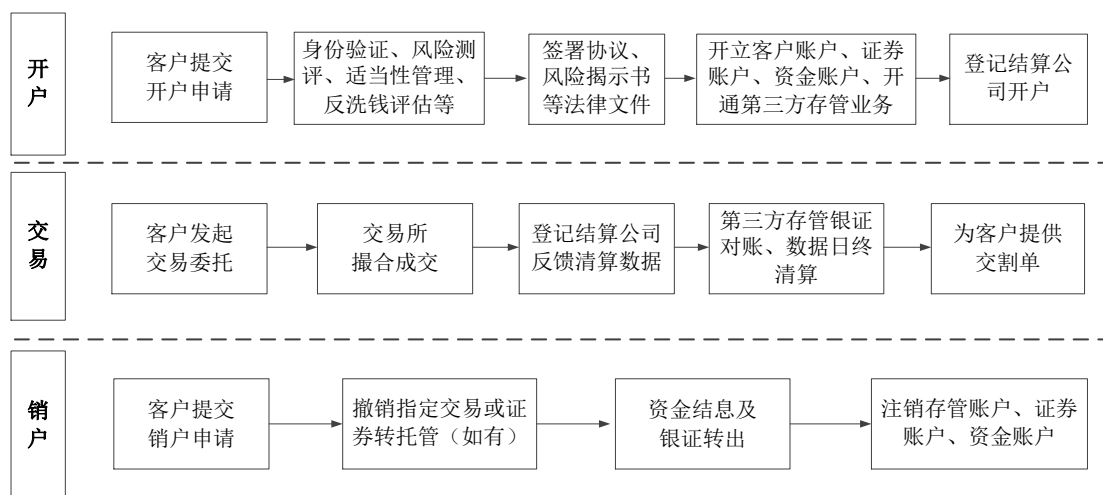 开
户
客户提交
开户申请
身份验证、风险测
评、适当性管理、
反洗钱评估等
签署协议、
风险揭示书
等法律文件
开立客户账户、证券
账户、资金账户、开
通第三方存管业务
登记结算公
司开户
交
易
客户发起
交易委托
交易所
撮合成交
登记结算公司
反馈清算数据
第三方存管银证
对账、数据日终
清算
为客户提供
交割单
销
户
客户提交
销户申请
撤销指定交易或证
券转托管（如有）
资金结息及
银证转出
注销存管账户、证券
账户、资金账户